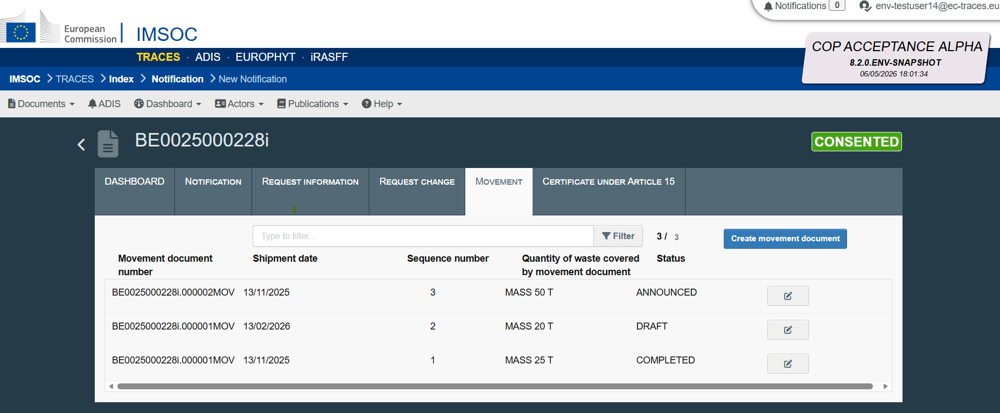 Notifications 0 env-testuser14@ec-traces.eu
European
Commission
IMSOC
TRACES · ADIS · EUROPHYT · iRASFF
COP ACCEPTANCE ALPHA
8.2.0.ENV-SNAPSHOT
06/05/2026 18:01:34
IMSOC TRACES Index Notification New Notification
Documents ADIS Dashboard Actors Publications Help
BE0025000228i
CONSENTED
DASHBOARD NOTIFICATION REQUEST INFORMATION REQUEST CHANGE MOVEMENT CERTIFICATE UNDER ARTICLE 15
Type to filter... Filter 3 / 3 Create movement document
Movement document number Shipment date Sequence number Quantity of waste covered by movement document Status
BE0025000228i.000002MOV 13/11/2025 3 MASS 50 T ANNOUNCED
BE0025000228i.000001MOV 13/02/2026 2 MASS 20 T DRAFT
BE0025000228i.000001MOV 13/11/2025 1 MASS 25 T COMPLETED